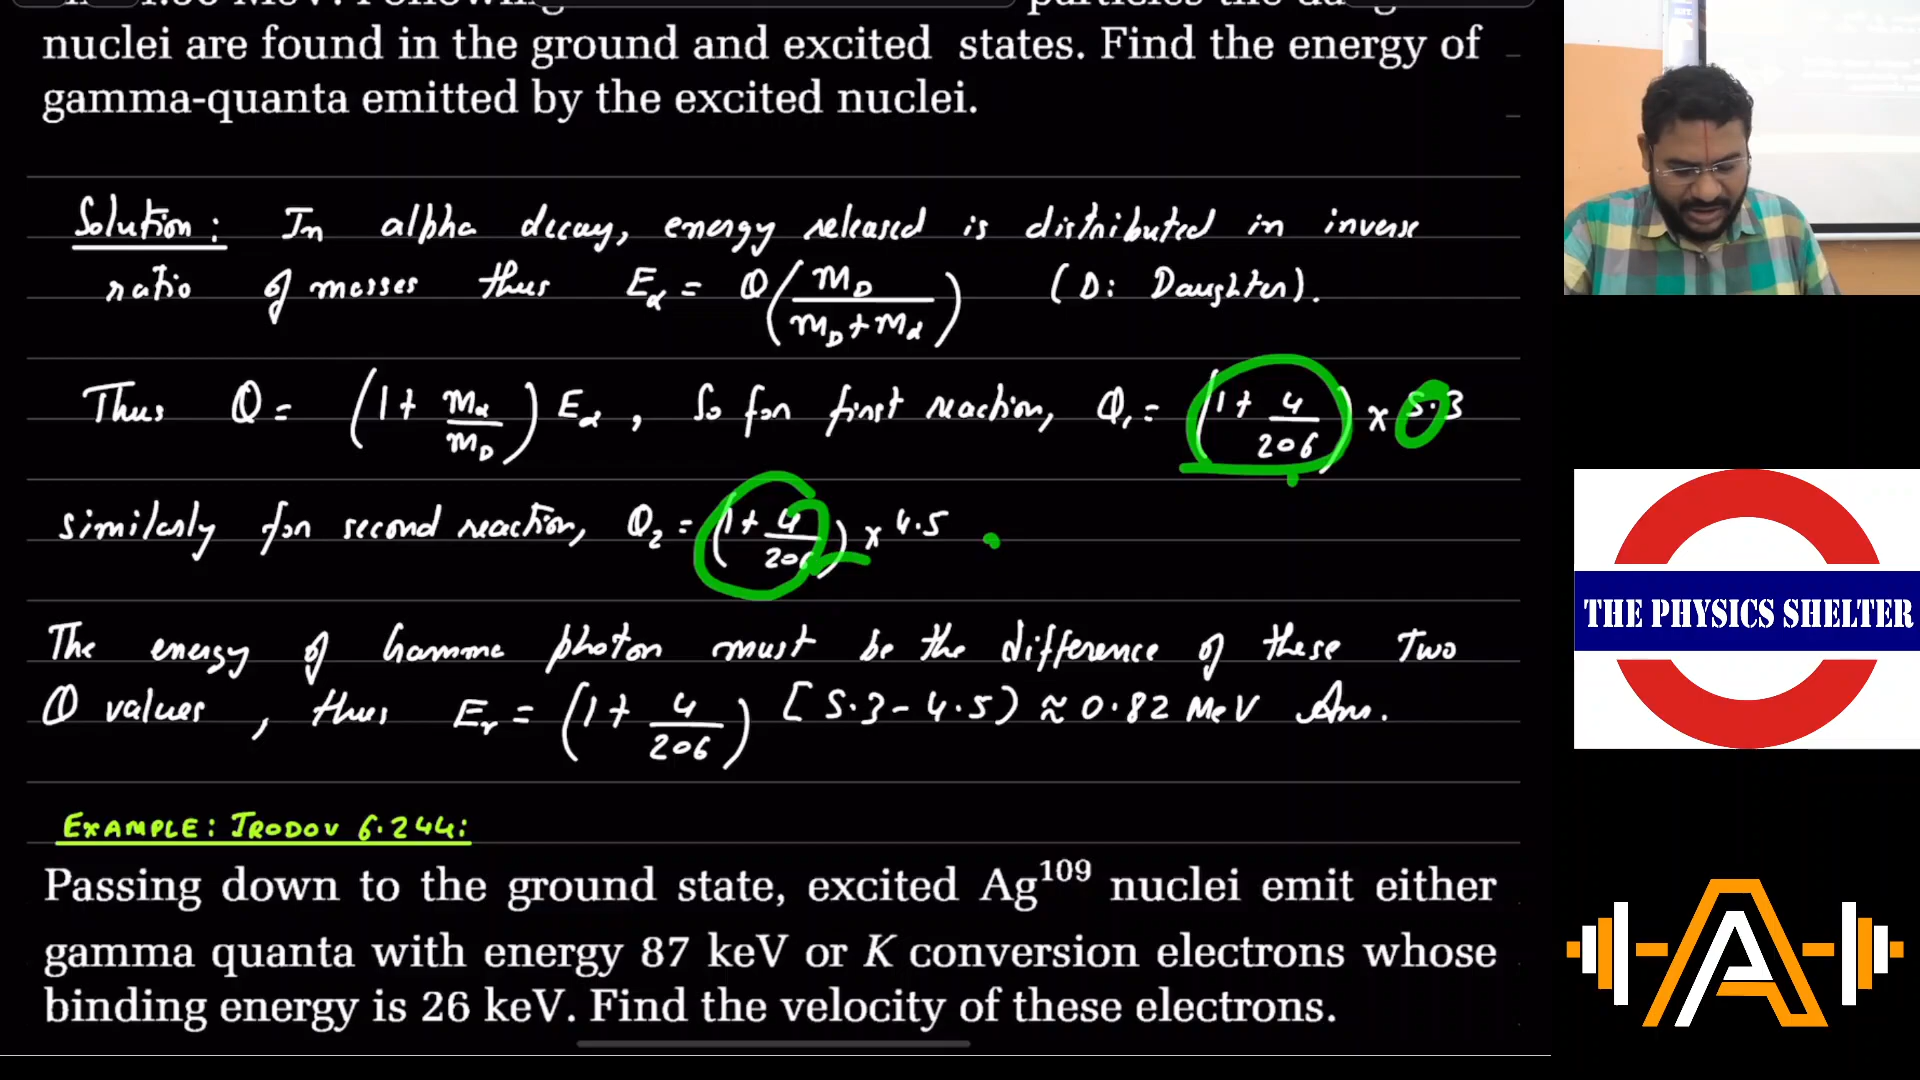 nuclei are found in the ground and excited states. Find the energy of
gamma-quanta emitted by the excited nuclei.
Solution: In alpha decay, energy released is distributed in inverse
ratio of masses thus Eα = Q(mD/(mD+mα)) (D: Daughter).
Thus Q = (1+ mα/mD) Eα , So for first reaction, Q1 = (1+ 4/206) × 5.3
similarly for second reaction, Q2 = (1+ 4/206) × 4.5
The energy of Gamma photon must be the difference of these two
Q values, thus Er = (1+ 4/206) [5.3-4.5) ≈ 0.82 MeV Ans.
EXAMPLE: IRODOV 6.244:
Passing down to the ground state, excited Ag¹⁰⁹ nuclei emit either
gamma quanta with energy 87 keV or K conversion electrons whose
binding energy is 26 keV. Find the velocity of these electrons.
THE PHYSICS SHELTER